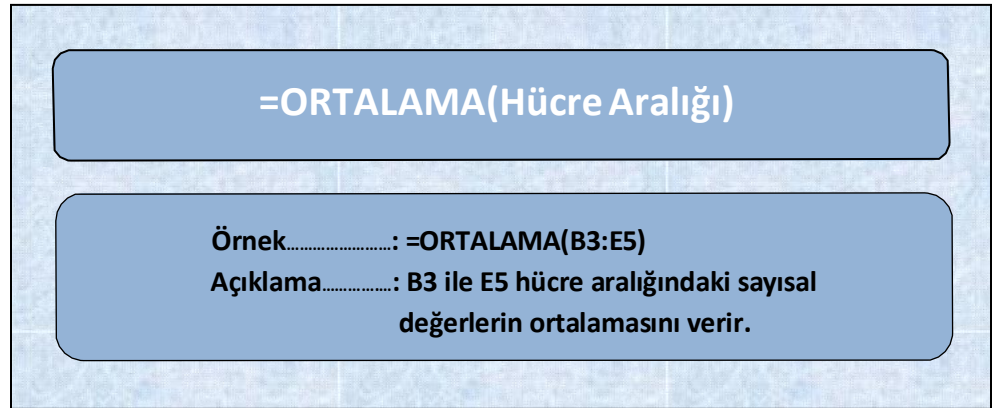 =ORTALAMA(Hücre Aralığı)
Örnek........................: =ORTALAMA(B3:E5)
Açıklama................: B3 ile E5 hücre aralığındaki sayısal
değerlerin ortalamasını verir.